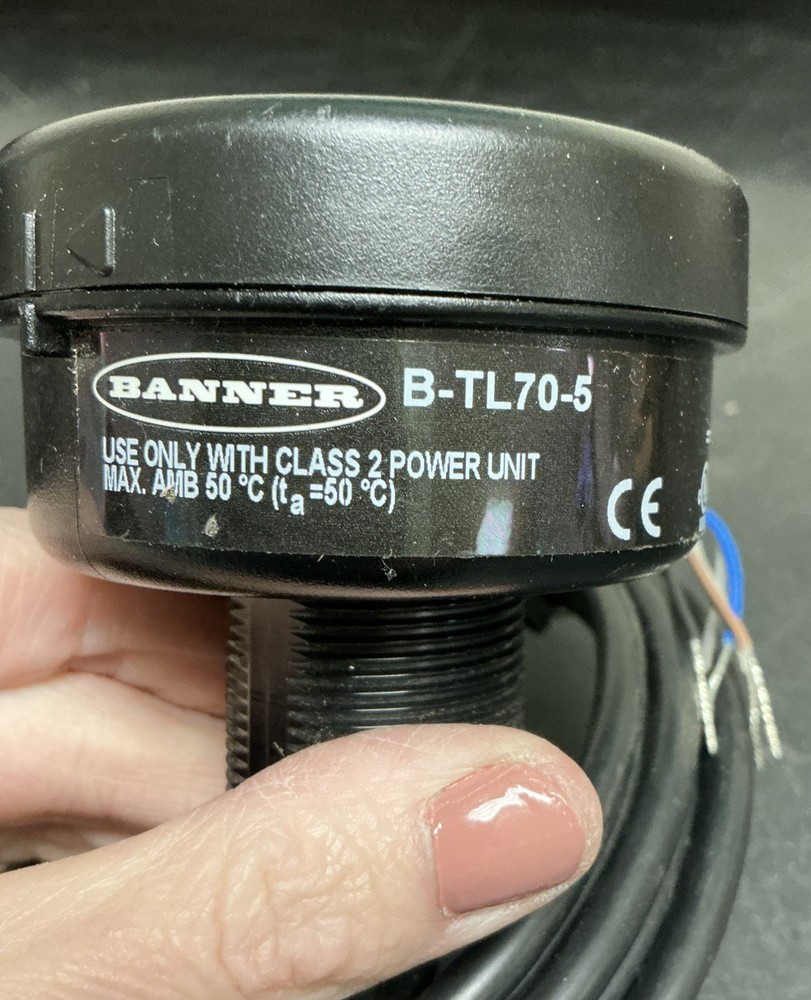 BANNER B-TL70-5
USE ONLY WITH CLASS 2 POWER UNIT
MAX. AMB 50 °C (ta=50 °C)
CE